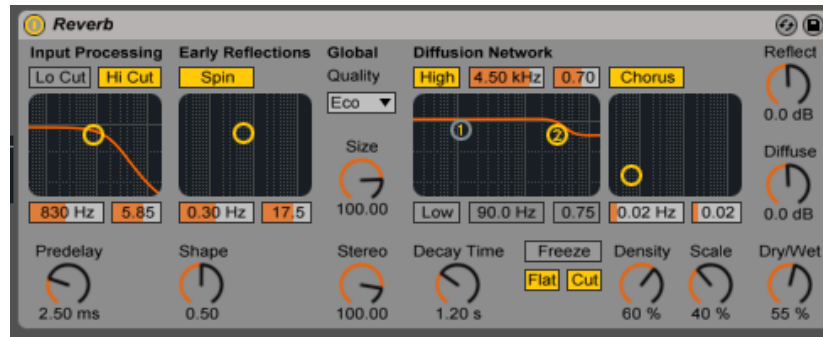 Reverb
Input Processing Early Reflections Global Diffusion Network Reflect
Lo Cut Hi Cut Spin Quality High 4.50 kHz 0.70 Chorus
Eco
0.0 dB
1 2
Size Diffuse
100.00
830 Hz 5.85 0.30 Hz 17.5 Low 90.0 Hz 0.75 0.02 Hz 0.02 0.0 dB
Predelay Shape Stereo Decay Time Freeze Density Scale Dry/Wet
Flat Cut
2.50 ms 0.50 100.00 1.20 s 60 % 40 % 55 %